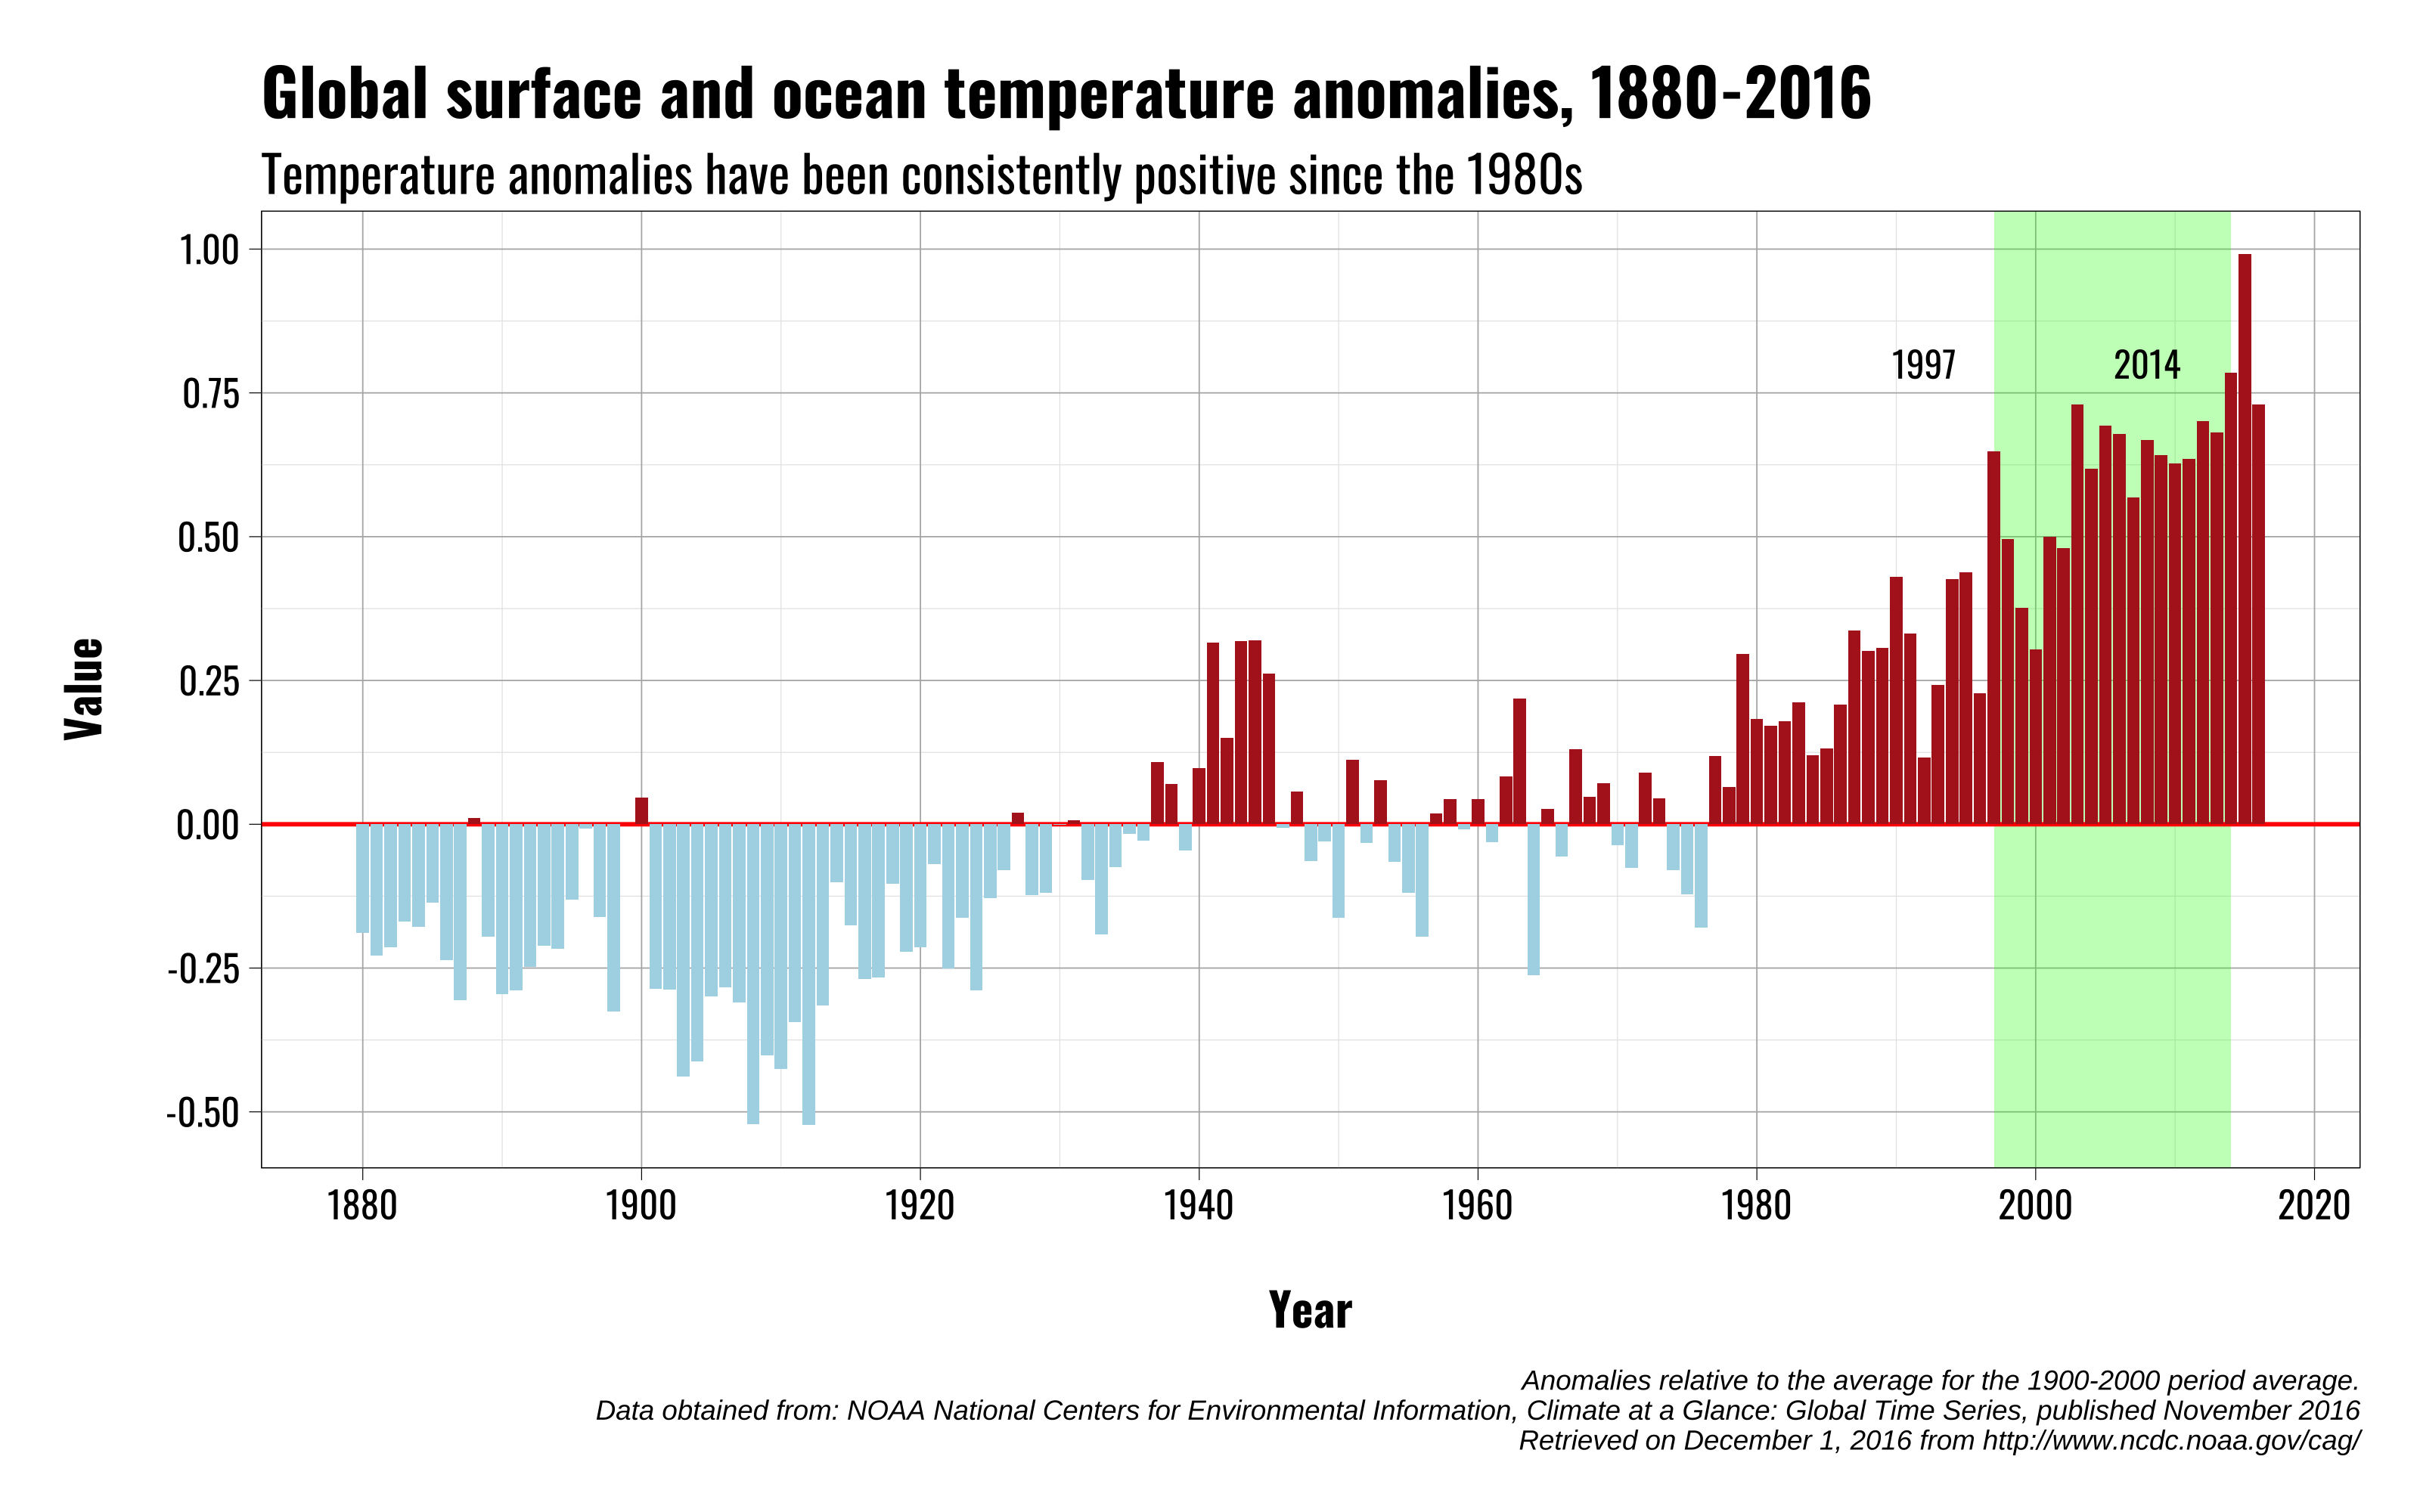 Global surface and ocean temperature anomalies, 1880-2016
Temperature anomalies have been consistently positive since the 1980s
1.00
0.75
0.50
0.25
0.00
-0.25
-0.50
Value
1997
2014
1880
1900
1920
1940
1960
1980
2000
2020
Year
Anomalies relative to the average for the 1900-2000 period average.
Data obtained from: NOAA National Centers for Environmental Information, Climate at a Glance: Global Time Series, published November 2016
Retrieved on December 1, 2016 from http://www.ncdc.noaa.gov/cag/